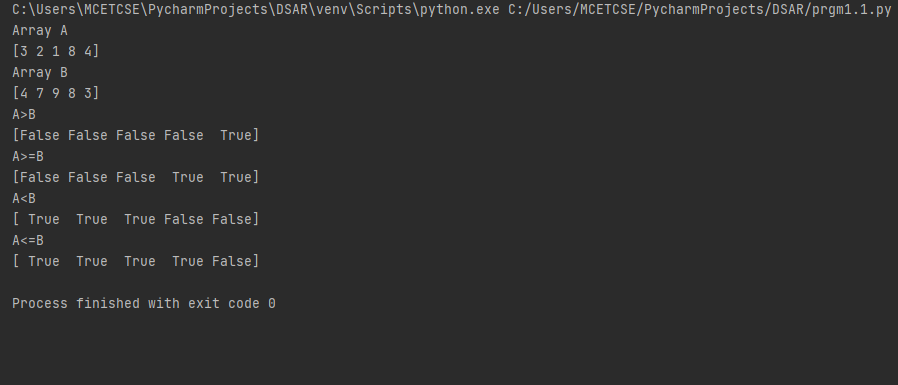 C:\Users\MCETCSE\PycharmProjects\DSAR\venv\Scripts\python.exe C:/Users/MCETCSE/PycharmProjects/DSAR/prgm1.1.py
Array A
[3 2 1 8 4]
Array B
[4 7 9 8 3]
A>B
[False False False False  True]
A>=B
[False False False  True  True]
A<B
[ True  True  True False False]
A<=B
[ True  True  True  True False]
Process finished with exit code 0